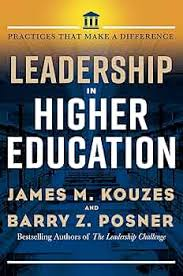 PRACTICES THAT MAKE A DIFFERENCE
LEADERSHIP
IN
HIGHER
EDUCATION
JAMES M. KOUZES
AND
BARRY Z. POSNER
Bestselling Authors of The Leadership Challenge